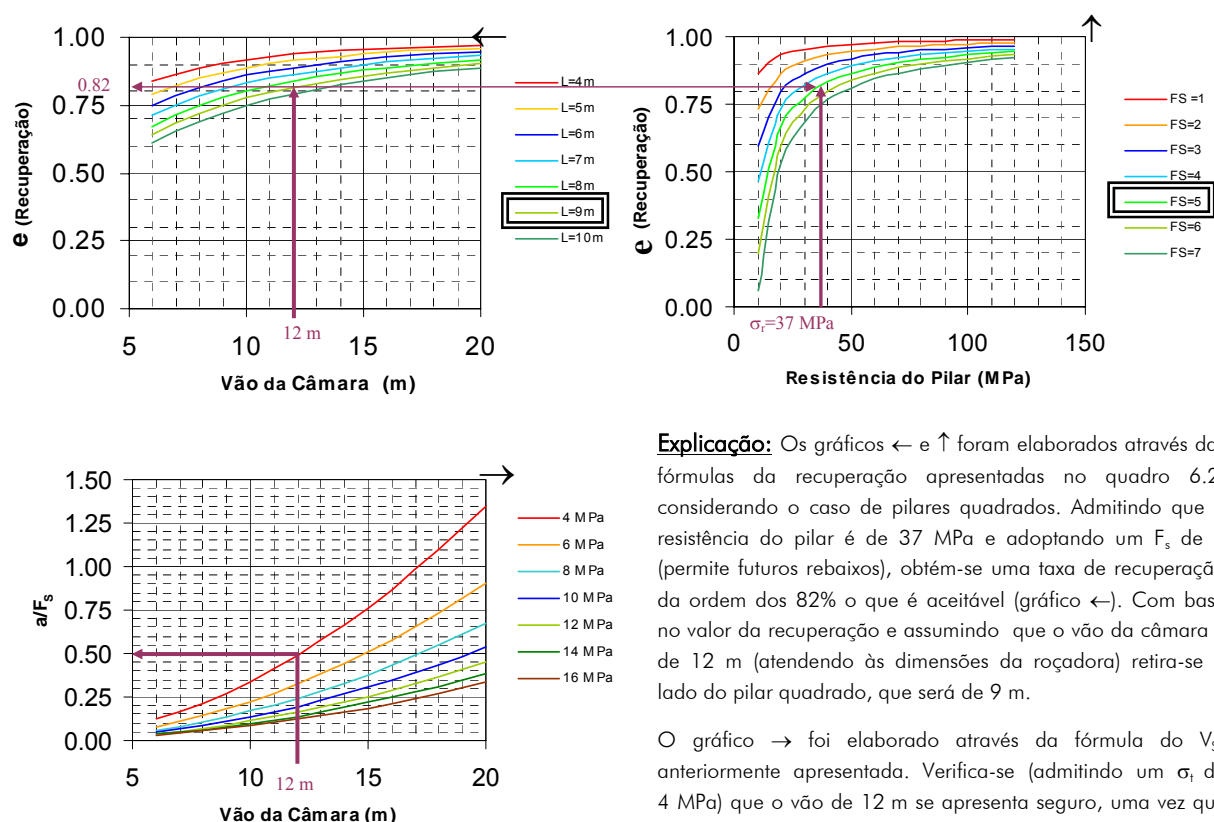 ←
1.00
0.82
0.75
0.50
0.25
0.00
e (Recuperação)
12 m
5 10 15 20
Vão da Câmara (m)
L=4m
L=5m
L=6m
L=7m
L=8m
L=9m
L=10m
↑
1.00
0.75
0.50
0.25
0.00
e (Recuperação)
σr=37 MPa
0 50 100 150
Resistência do Pilar (MPa)
FS =1
FS=2
FS=3
FS=4
FS=5
FS=6
FS=7
→
1.50
1.25
1.00
0.75
0.50
0.25
0.00
a/Fs
5 10 15 20
12 m
Vão da Câmara (m)
4 MPa
6 MPa
8 MPa
10 MPa
12 MPa
14 MPa
16 MPa
Explicação: Os gráficos ← e ↑ foram elaborados através da
fórmulas da recuperação apresentadas no quadro 6.2
considerando o caso de pilares quadrados. Admitindo que
resistência do pilar é de 37 MPa e adoptando um Fs de
(permite futuros rebaixos), obtém-se uma taxa de recuperaçã
da ordem dos 82% o que é aceitável (gráfico ←). Com bas
no valor da recuperação e assumindo que o vão da câmara
de 12 m (atendendo às dimensões da roçadora) retira-se
lado do pilar quadrado, que será de 9 m.
O gráfico → foi elaborado através da fórmula do Vs
anteriormente apresentada. Verifica-se (admitindo um σt d
4 MPa) que o vão de 12 m se apresenta seguro, uma vez qu